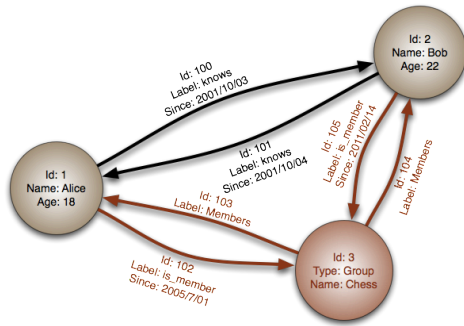 Id: 2
Name: Bob
Age: 22
Id: 100
Label: knows
Since: 2001/10/03
Id: 101
Label: knows
Since: 2001/10/04
Id: 105
Label: is_member
Since: 2011/02/14
Id: 104
Label: Members
Id: 1
Name: Alice
Age: 18
Id: 103
Label: Members
Id: 102
Label: is_member
Since: 2005/7/01
Id: 3
Type: Group
Name: Chess